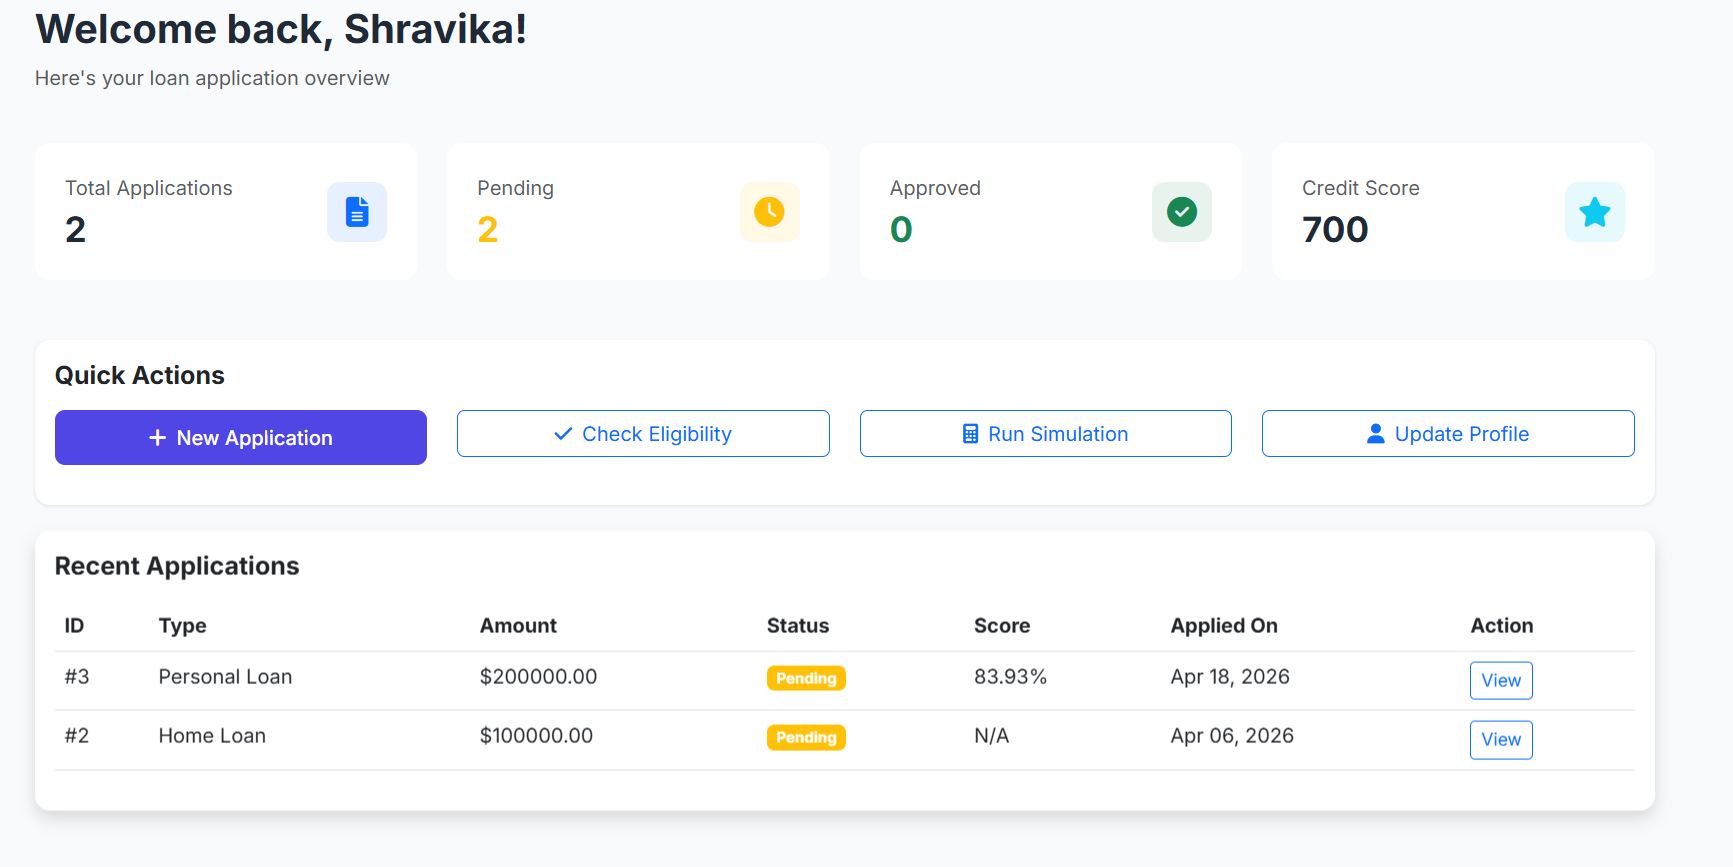 Welcome back, Shravika!
Here's your loan application overview
Total Applications
2
Pending
2
Approved
0
Credit Score
700
Quick Actions
New Application
Check Eligibility
Run Simulation
Update Profile
Recent Applications
ID Type Amount Status Score Applied On Action
#3 Personal Loan $200000.00 Pending 83.93% Apr 18, 2026 View
#2 Home Loan $100000.00 Pending N/A Apr 06, 2026 View